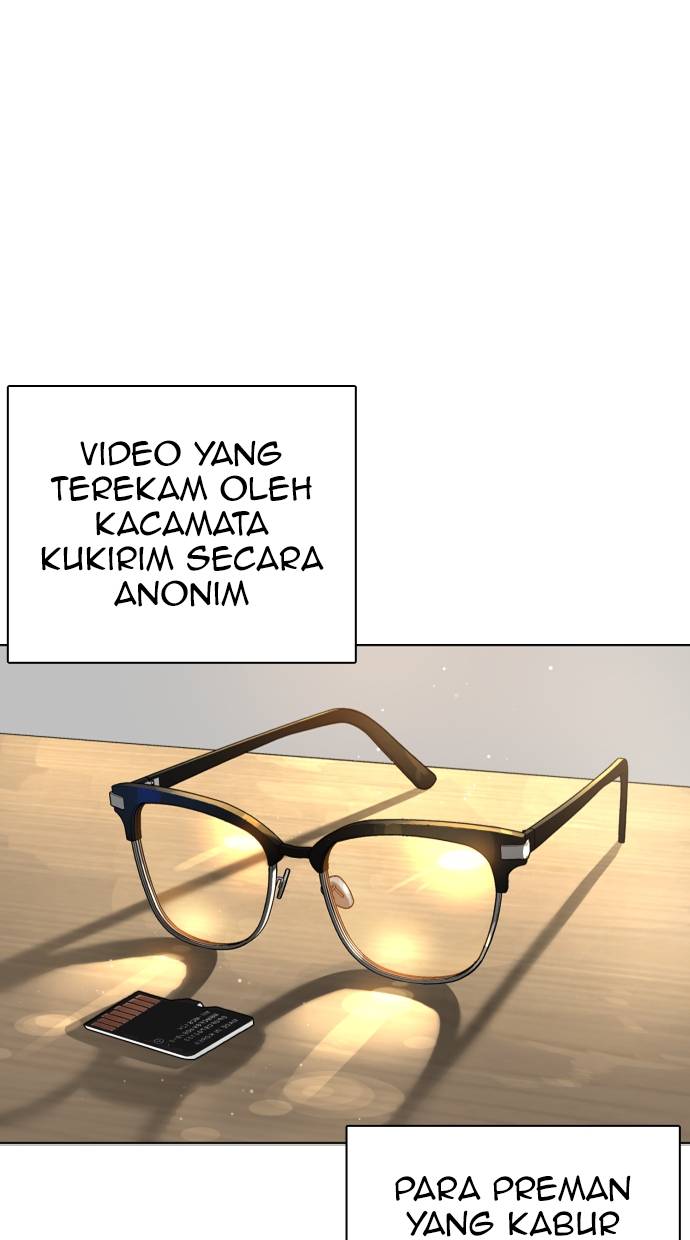 VIDEO YANG
TEREKAM OLEH
KACAMATA
KUKIRIM SECARA
ANONIM
PARA PREMAN
YANG KABUR